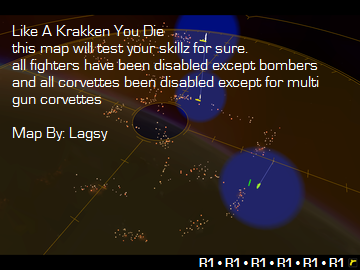 Like A Krakken You Die
this map will test your skillz for sure.
all fighters have been disabled except bombers
and all corvettes been disabled except for multi
gun corvettes
Map By: Lagsy
R1 • R1 • R1 • R1 • R1 • R1 r